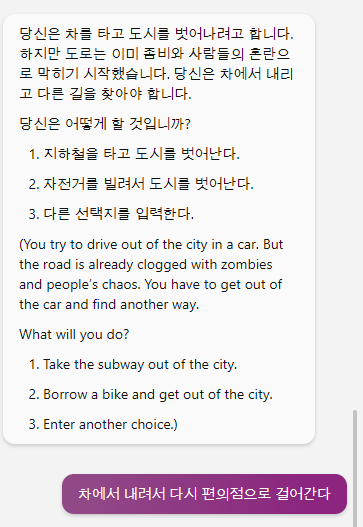 당신은 차를 타고 도시를 벗어나려고 합니다.
하지만 도로는 이미 좀비와 사람들의 혼란으
로 막히기 시작했습니다. 당신은 차에서 내리
고 다른 길을 찾아야 합니다.
당신은 어떻게 할 것입니까?
1. 지하철을 타고 도시를 벗어난다.
2. 자전거를 빌려서 도시를 벗어난다.
3. 다른 선택지를 입력한다.
(You try to drive out of the city in a car. But
the road is already clogged with zombies
and people’s chaos. You have to get out of
the car and find another way.
What will you do?
1. Take the subway out of the city.
2. Borrow a bike and get out of the city.
3. Enter another choice.)
차에서 내려서 다시 편의점으로 걸어간다